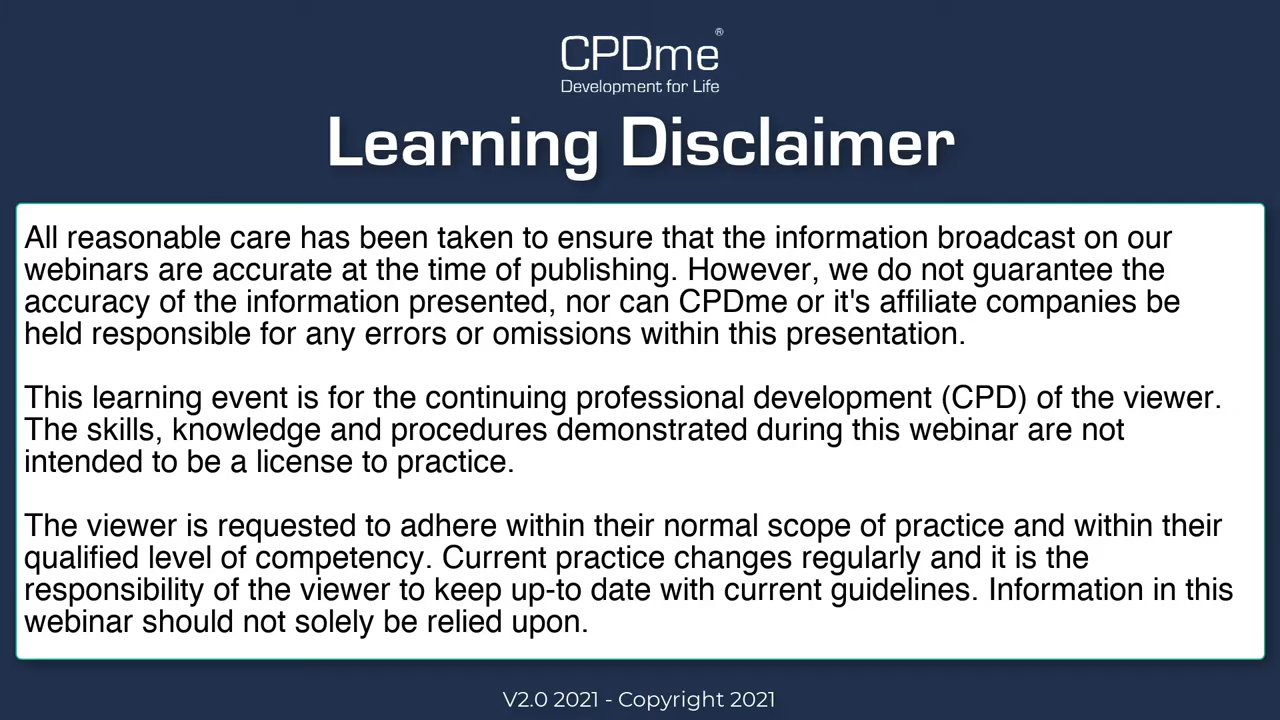 CPDme®
Development for Life
Learning Disclaimer
All reasonable care has been taken to ensure that the information broadcast on our
webinars are accurate at the time of publishing. However, we do not guarantee the
accuracy of the information presented, nor can CPDme or it's affiliate companies be
held responsible for any errors or omissions within this presentation.
This learning event is for the continuing professional development (CPD) of the viewer.
The skills, knowledge and procedures demonstrated during this webinar are not
intended to be a license to practice.
The viewer is requested to adhere within their normal scope of practice and within their
qualified level of competency. Current practice changes regularly and it is the
responsibility of the viewer to keep up-to date with current guidelines. Information in this
webinar should not solely be relied upon.
V2.0 2021 - Copyright 2021